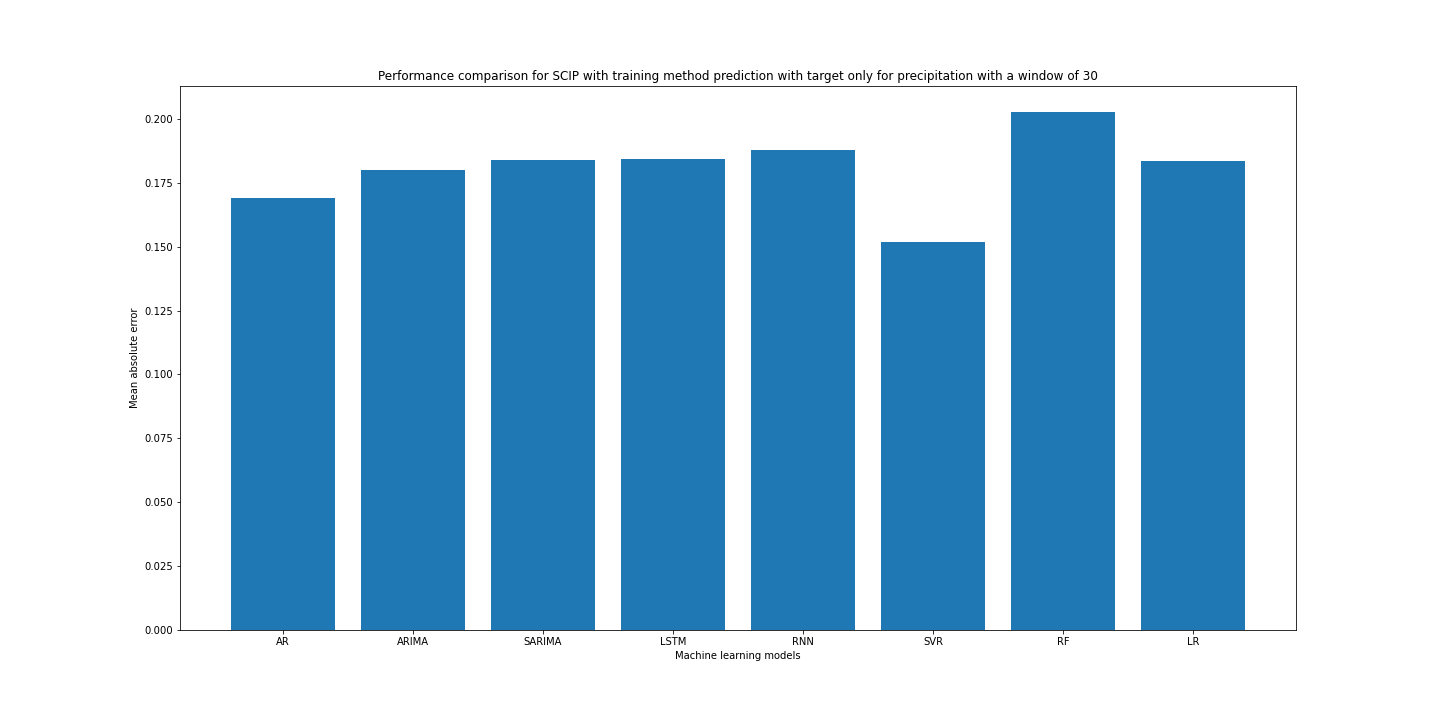 Performance comparison for SCIP with training method prediction with target only for precipitation with a window of 30
0.200
0.175
0.150
0.125
0.100
0.075
0.050
0.025
0.000
Mean absolute error
AR ARIMA SARIMA LSTM RNN SVR RF LR
Machine learning models